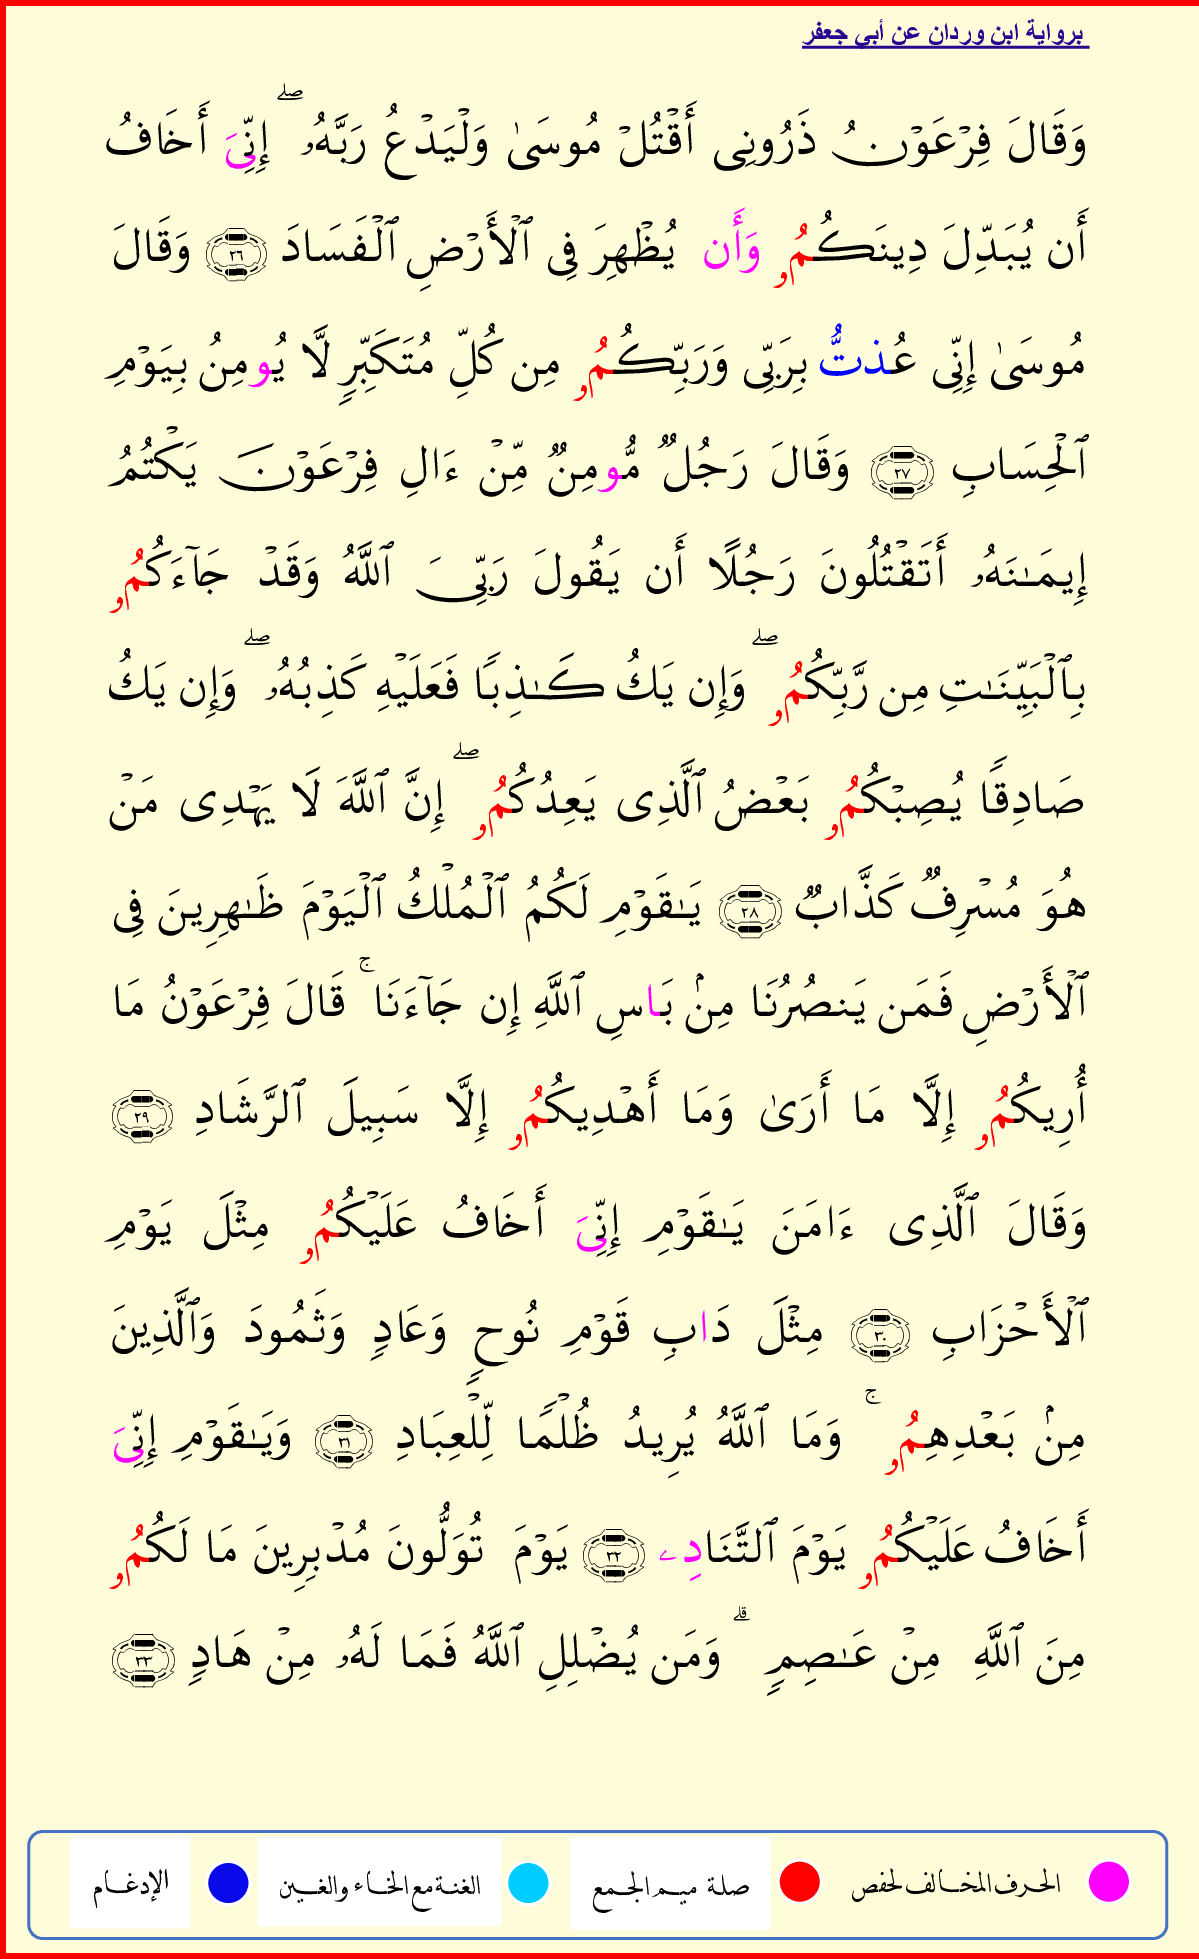 برواية ابن وردان عن أبي جعفر
وَقَالَ فِرۡعَوۡنُ ذَرُونِى أَقۡتُلۡ مُوسَىٰ وَلۡيَدۡعُ رَبَّهُۥۖ إِنِّىَ أَخَافُ
أَن يُبَدِّلَ دِينَكُمُۥ وَأَن يُظۡهِرَ فِى ٱلۡأَرۡضِ ٱلۡفَسَادَ ٢٦ وَقَالَ
مُوسَىٰ إِنِّى عُذتُّ بِرَبِّى وَرَبِّكُمُۥ مِن كُلِّ مُتَكَبِّرٍ لَّا يُومِنُ بِيَوۡمِ
ٱلۡحِسَابِ ٢٧ وَقَالَ رَجُلٌ مُّومِنٌ مِّنۡ ءَالِ فِرۡعَوۡنَ يَكۡتُمُ
إِيمَـٰنَهُۥ أَتَقۡتُلُونَ رَجُلًا أَن يَقُولَ رَبِّىَ ٱللَّهُ وَقَدۡ جَآءَكُمُۥ
بِٱلۡبَيِّنَـٰتِ مِن رَّبِّكُمُۥۖ وَإِن يَكُ كَـٰذِبًا فَعَلَيۡهِ كَذِبُهُۥۖ وَإِن يَكُ
صَادِقًا يُصِبۡكُمُۥ بَعۡضُ ٱلَّذِى يَعِدُكُمُۥۖ إِنَّ ٱللَّهَ لَا يَهۡدِى مَنۡ
هُوَ مُسۡرِفٌ كَذَّابٌ ٢٨ يَـٰقَوۡمِ لَكُمُ ٱلۡمُلۡكُ ٱلۡيَوۡمَ ظَـٰهِرِينَ فِى
ٱلۡأَرۡضِ فَمَن يَنصُرُنَا مِنۢ بَاسِ ٱللَّهِ إِن جَآءَنَاۚ قَالَ فِرۡعَوۡنُ مَا
أُرِيكُمُۥ إِلَّا مَا أَرَىٰ وَمَا أَهۡدِيكُمُۥ إِلَّا سَبِيلَ ٱلرَّشَادِ ٢٩
وَقَالَ ٱلَّذِى ءَامَنَ يَـٰقَوۡمِ إِنِّىَ أَخَافُ عَلَيۡكُمُۥ مِثۡلَ يَوۡمِ
ٱلۡأَحۡزَابِ ٣٠ مِثۡلَ دَابِ قَوۡمِ نُوحٍ وَعَادٍ وَثَمُودَ وَٱلَّذِينَ
مِنۢ بَعۡدِهِمُۥۚ وَمَا ٱللَّهُ يُرِيدُ ظُلۡمًا لِّلۡعِبَادِ ٣١ وَيَـٰقَوۡمِ إِنِّىَ
أَخَافُ عَلَيۡكُمُۥ يَوۡمَ ٱلتَّنَادِۦ ٣٢ يَوۡمَ تُوَلُّونَ مُدۡبِرِينَ مَا لَكُمُۥ
مِنَ ٱللَّهِ مِنۡ عَـٰصِمٍۗ وَمَن يُضۡلِلِ ٱللَّهُ فَمَا لَهُۥ مِنۡ هَادٍ ٣٣
الحرف المخالف لحفص صلة ميم الجمع الغنة مع الخاء والغين الإدغام